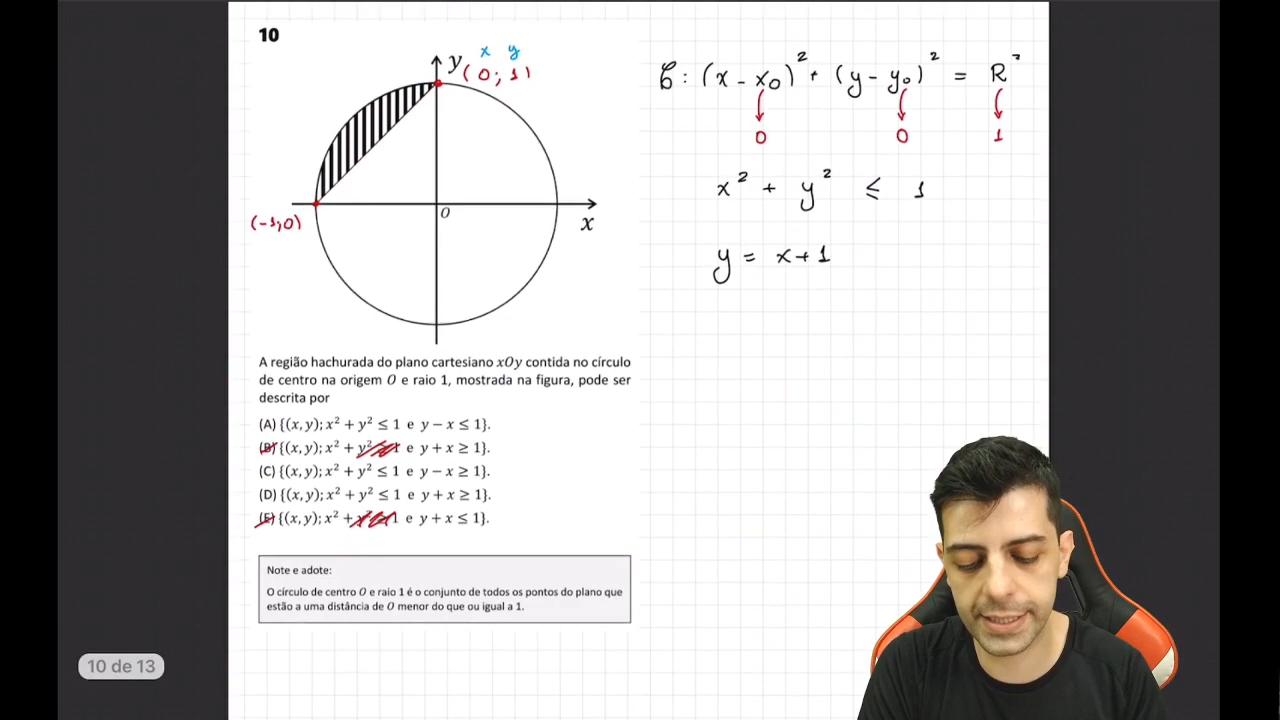 10
x y
y (0; 1)
(-1; 0)
O
x
A região hachurada do plano cartesiano xOy contida no círculo
de centro na origem O e raio 1, mostrada na figura, pode ser
descrita por
(A) {(x, y); x² + y² ≤ 1 e y − x ≤ 1}.
(B) {(x, y); x² + y² e y + x ≥ 1}.
(C) {(x, y); x² + y² ≤ 1 e y − x ≥ 1}.
(D) {(x, y); x² + y² ≤ 1 e y + x ≥ 1}.
(E) {(x, y); x² + 1 e y + x ≤ 1}.
Note e adote:
O círculo de centro O e raio 1 é o conjunto de todos os pontos do plano que
estão a uma distância de O menor do que ou igual a 1.
10 de 13
C: (x - x0)² + (y - y0)² = R²
0 0 1
x² + y² ≤ 1
y = x + 1